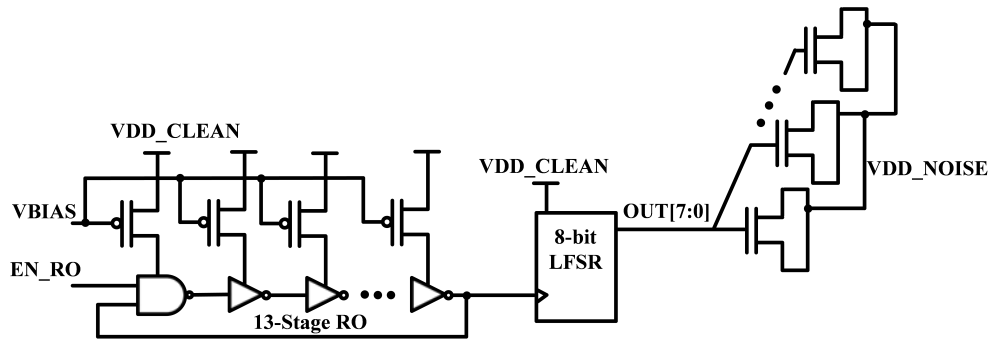 VDD_CLEAN
VBIAS
EN_RO
13-Stage RO
VDD_CLEAN
8-bit
LFSR
OUT[7:0]
VDD_NOISE